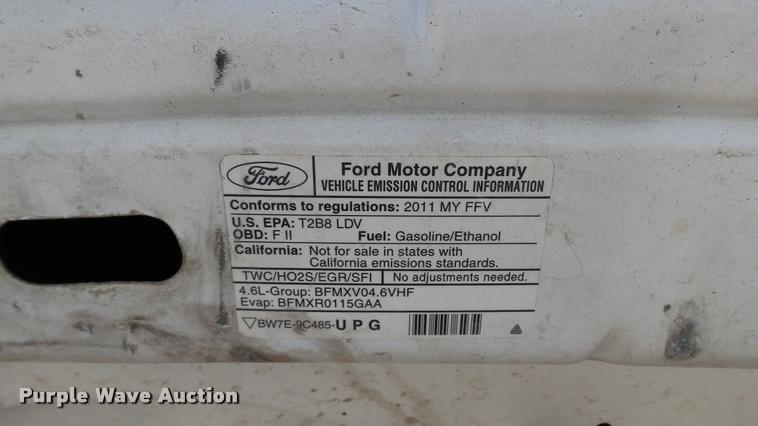 Ford
Ford Motor Company
VEHICLE EMISSION CONTROL INFORMATION
Conforms to regulations: 2011 MY FFV
U.S. EPA: T2B8 LDV
OBD: F II Fuel: Gasoline/Ethanol
California: Not for sale in states with
California emissions standards.
TWC/HO2S/EGR/SFI No adjustments needed.
4.6L-Group: BFMXV04.6VHF
Evap: BFMXR0115GAA
BW7E-9C485-UPG
Purple Wave Auction